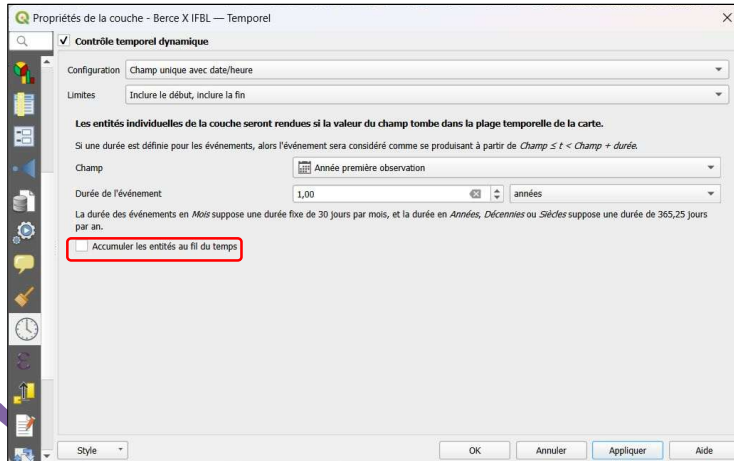 Propriétés de la couche - Berce X IFBL — Temporel
Contrôle temporel dynamique
Configuration Champ unique avec date/heure
Limites Inclure le début, inclure la fin
Les entités individuelles de la couche seront rendues si la valeur du champ tombe dans la plage temporelle de la carte.
Si une durée est définie pour les événements, alors l'événement sera considéré comme se produisant à partir de Champ ≤ t < Champ + durée.
Champ Année première observation
Durée de l'événement 1,00 années
La durée des événements en Mois suppose une durée fixe de 30 jours par mois, et la durée en Années, Décennies ou Siècles suppose une durée de 365,25 jours
par an.
Accumuler les entités au fil du temps
Style OK Annuler Appliquer Aide